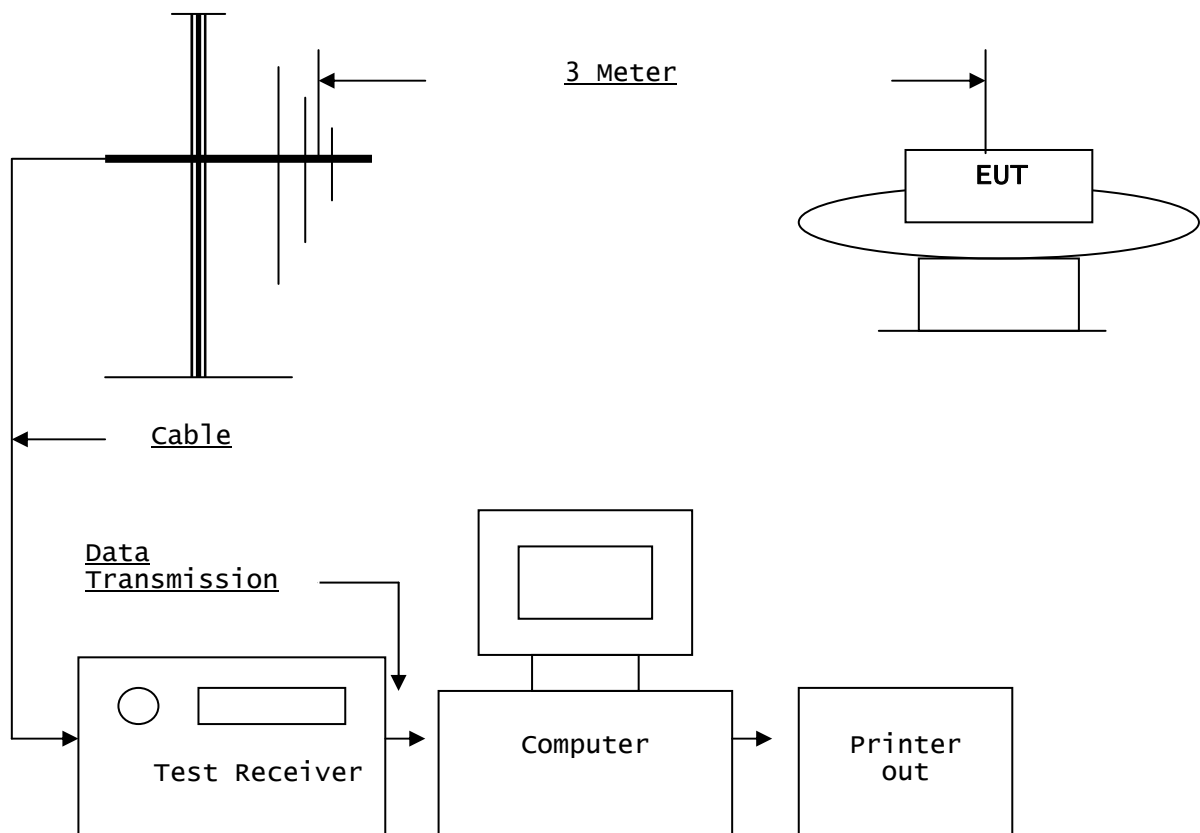 3 Meter
EUT
Cable
Data
Transmission
Test Receiver
Computer
Printer
out